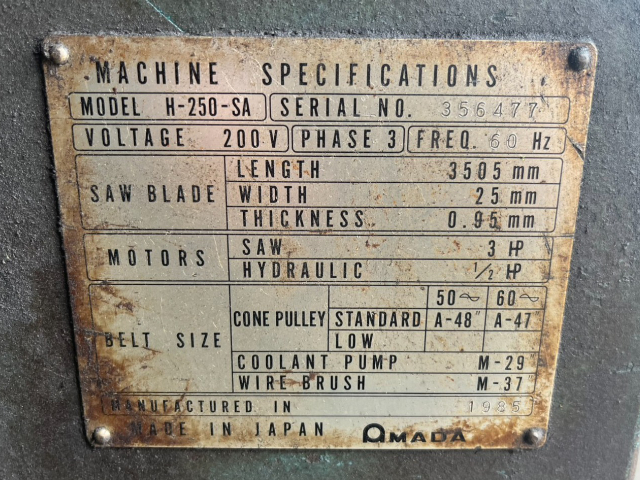 MACHINE SPECIFICATIONS
MODEL H-250-SA SERIAL NO. 356477
VOLTAGE 200V PHASE 3 FREQ. 60 Hz
SAW BLADE
LENGTH 3505 mm
WIDTH 25 mm
THICKNESS 0.95 mm
MOTORS
SAW 3 HP
HYDRAULIC 1/2 HP
BELT SIZE
CONE PULLEY
50∼ 60∼
STANDARD A-48" A-47"
LOW
COOLANT PUMP M-29"
WIRE BRUSH M-37"
MANUFACTURED IN 1985
MADE IN JAPAN AMADA